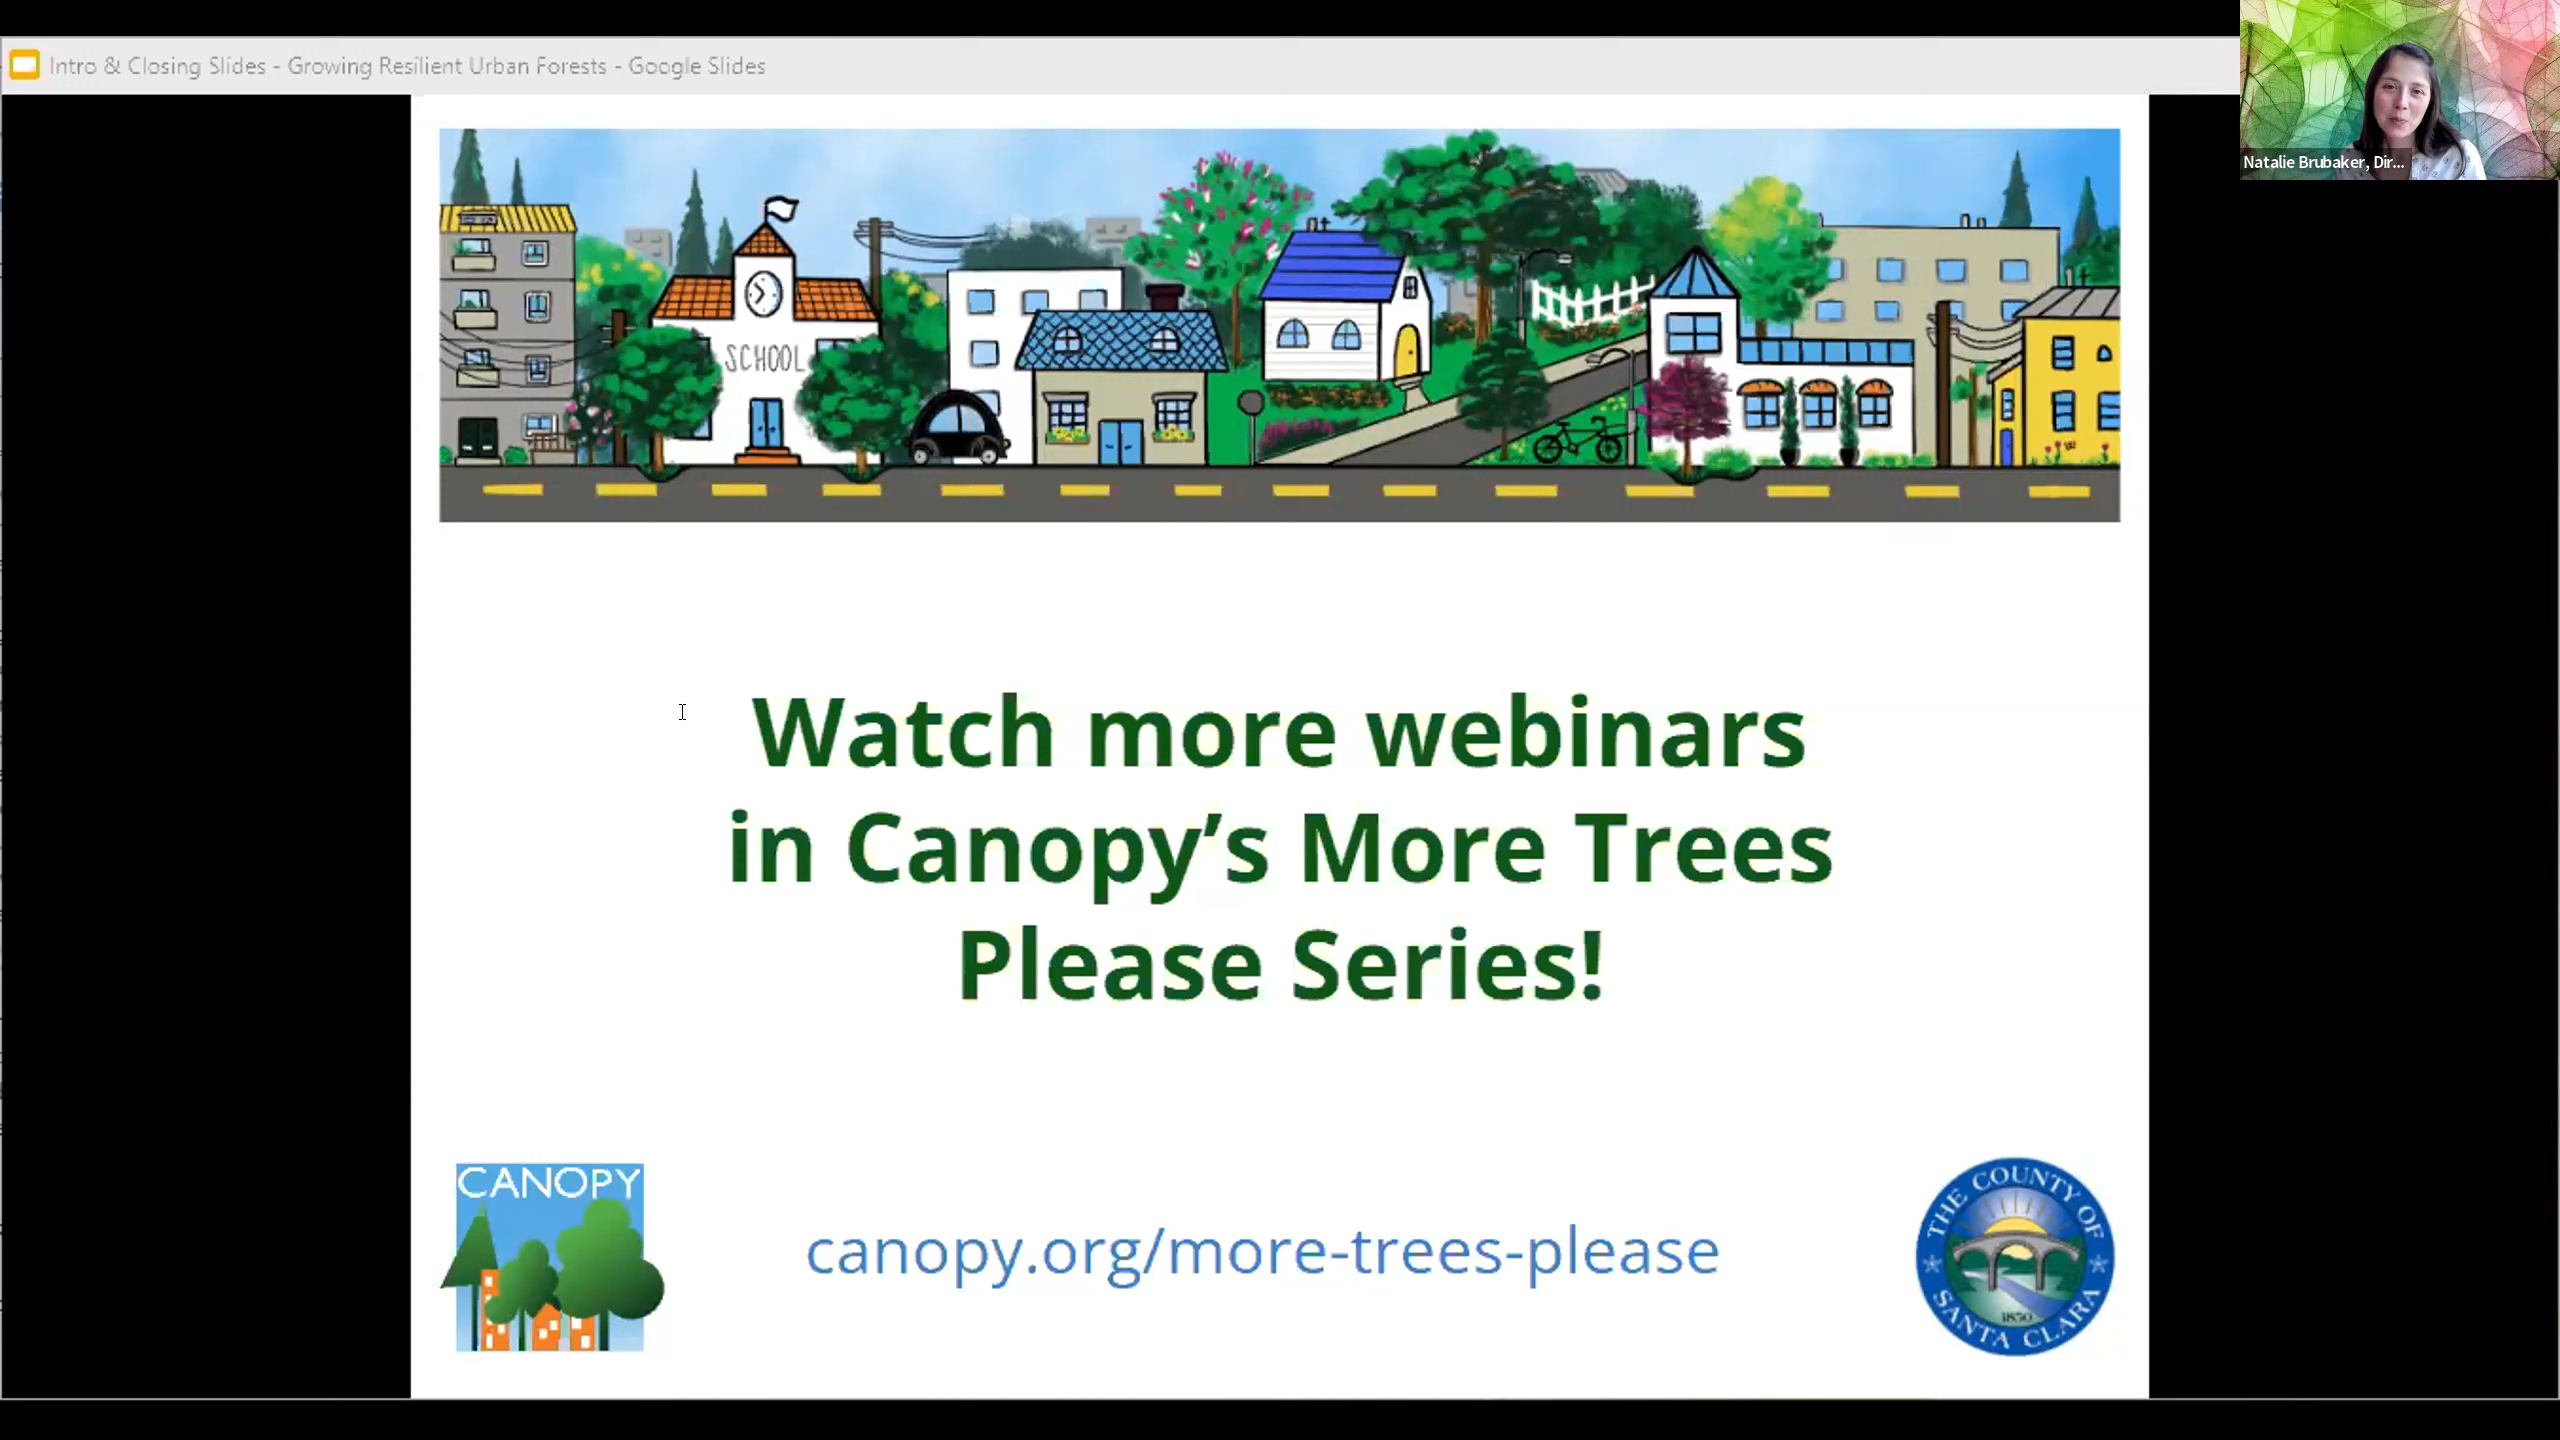 Intro & Closing Slides - Growing Resilient Urban Forests - Google Slides
Natalie Brubaker, Dir...
SCHOOL
Watch more webinars
in Canopy’s More Trees
Please Series!
CANOPY
canopy.org/more-trees-please
THE COUNTY OF
SANTA CLARA
1850